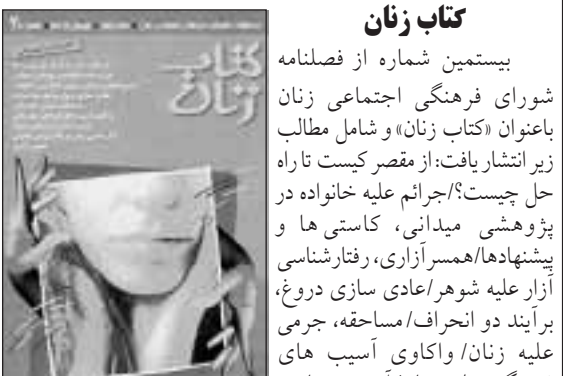 کتاب زنان
بیستمین شماره از فصلنامه
شورای فرهنگی اجتماعی زنان
باعنوان «کتاب زنان» و شامل مطالب
زیر انتشار یافت: از مقصر کیست تا راه
حل چیست؟/جرائم علیه خانواده در
پژوهشی میدانی، کاستی ها و
پیشنهادها/همسرآزاری، رفتارشناسی
آزار علیه شوهر/عادی سازی دروغ،
برآیند دو انحراف/مساحقه، جرمی
علیه زنان/ واکاوی آسیب های
کتاب
زنان